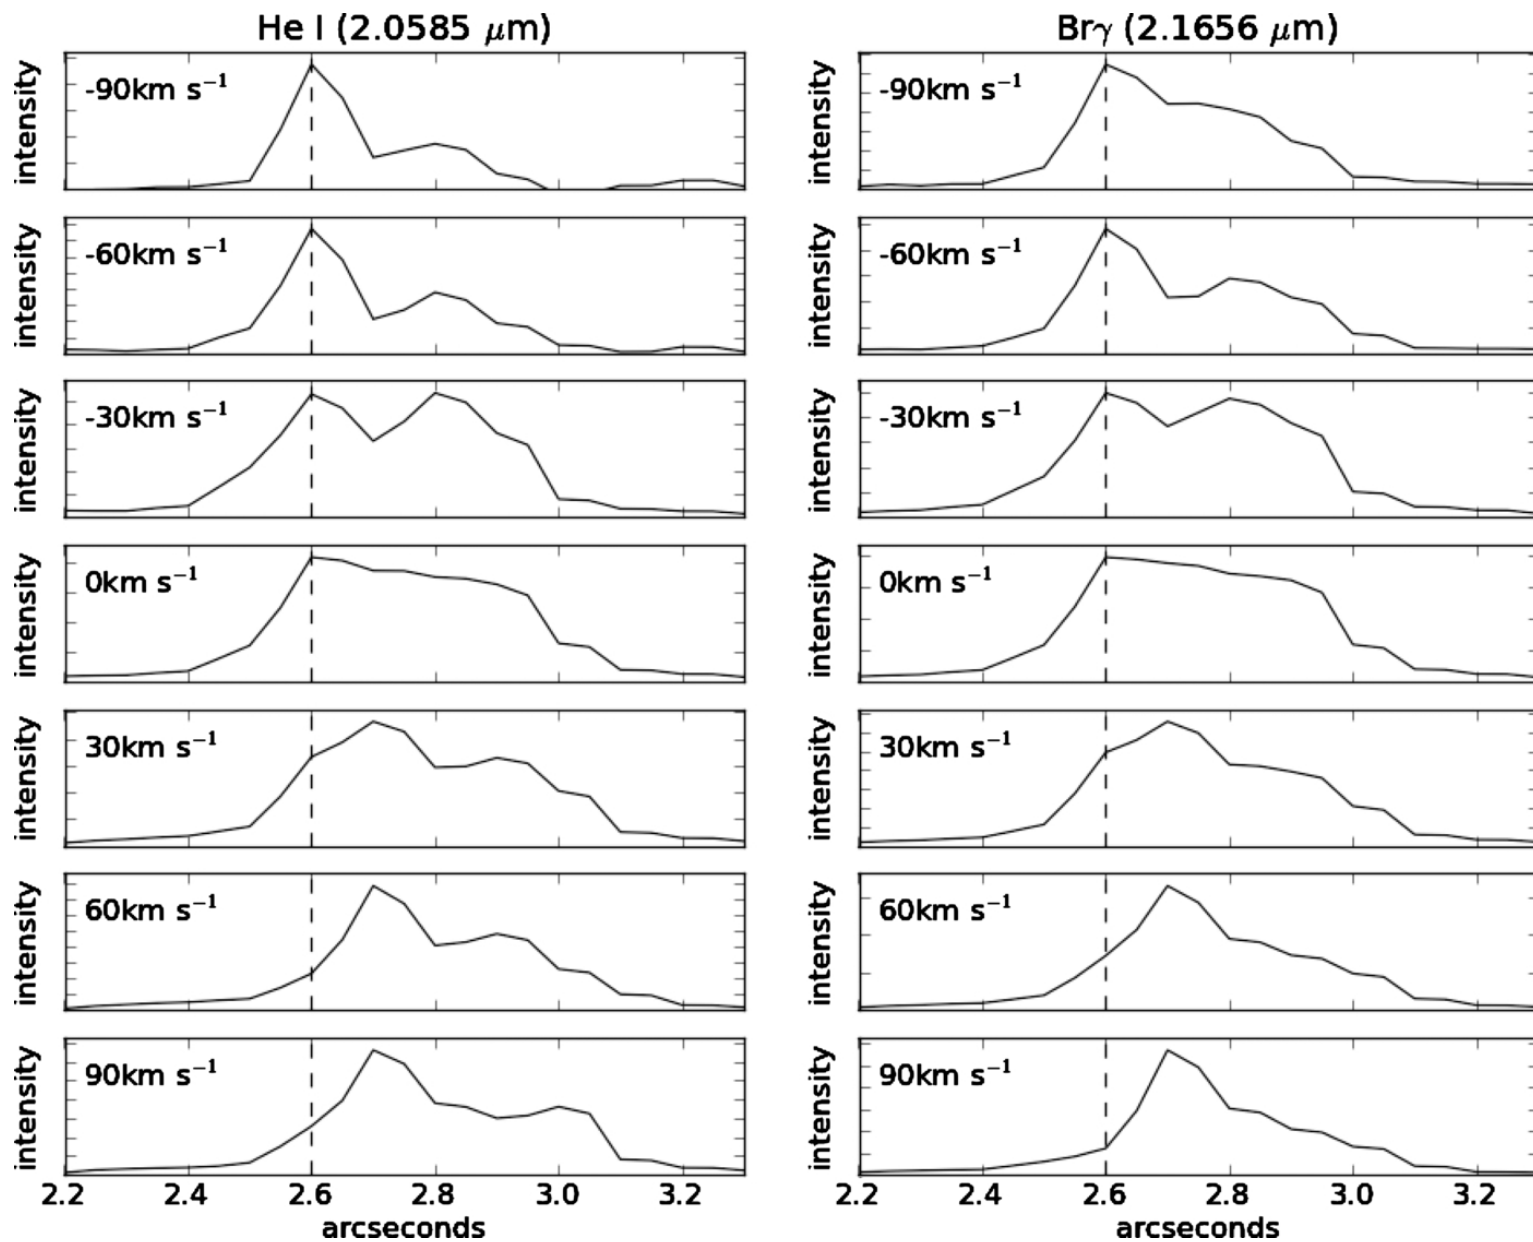 He I (2.0585 μm)
Brγ (2.1656 μm)
intensity
-90km s⁻¹
intensity
-90km s⁻¹
intensity
-60km s⁻¹
intensity
-60km s⁻¹
intensity
-30km s⁻¹
intensity
-30km s⁻¹
intensity
0km s⁻¹
intensity
0km s⁻¹
intensity
30km s⁻¹
intensity
30km s⁻¹
intensity
60km s⁻¹
intensity
60km s⁻¹
intensity
90km s⁻¹
intensity
90km s⁻¹
2.2 2.4 2.6 2.8 3.0 3.2
2.2 2.4 2.6 2.8 3.0 3.2
arcseconds
arcseconds